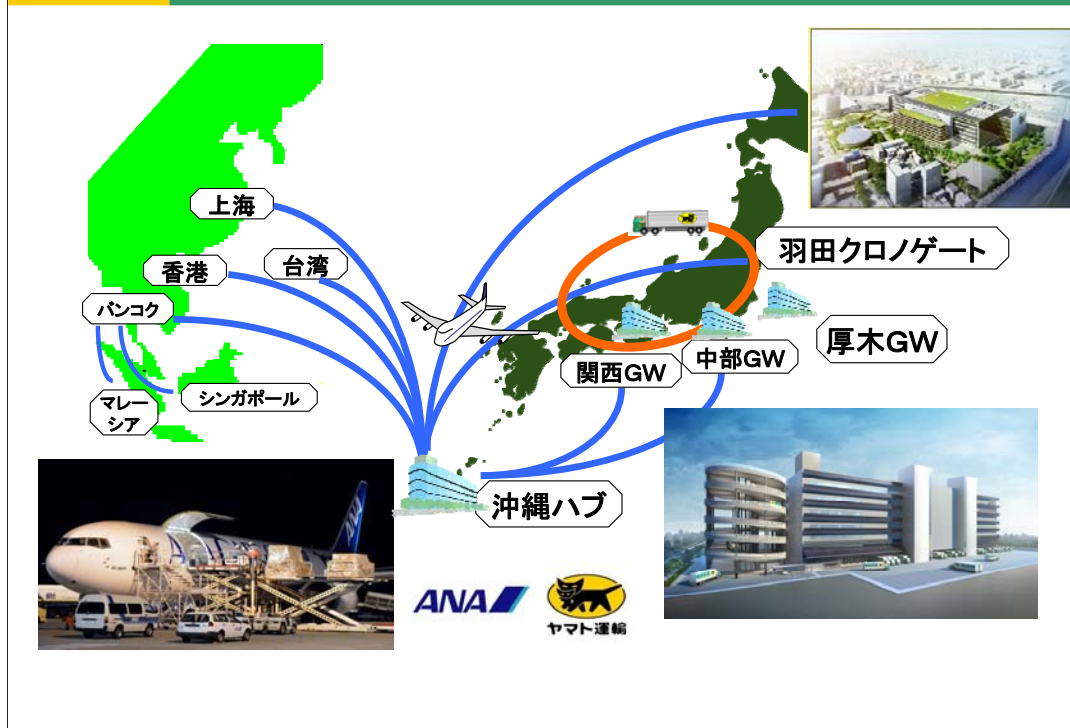 上海
台湾
香港
バンコク
マレー
シア
シンガポール
羽田クロノゲート
厚木GW
中部GW
関西GW
沖縄ハブ
ANA
ANA
ヤマト運輸